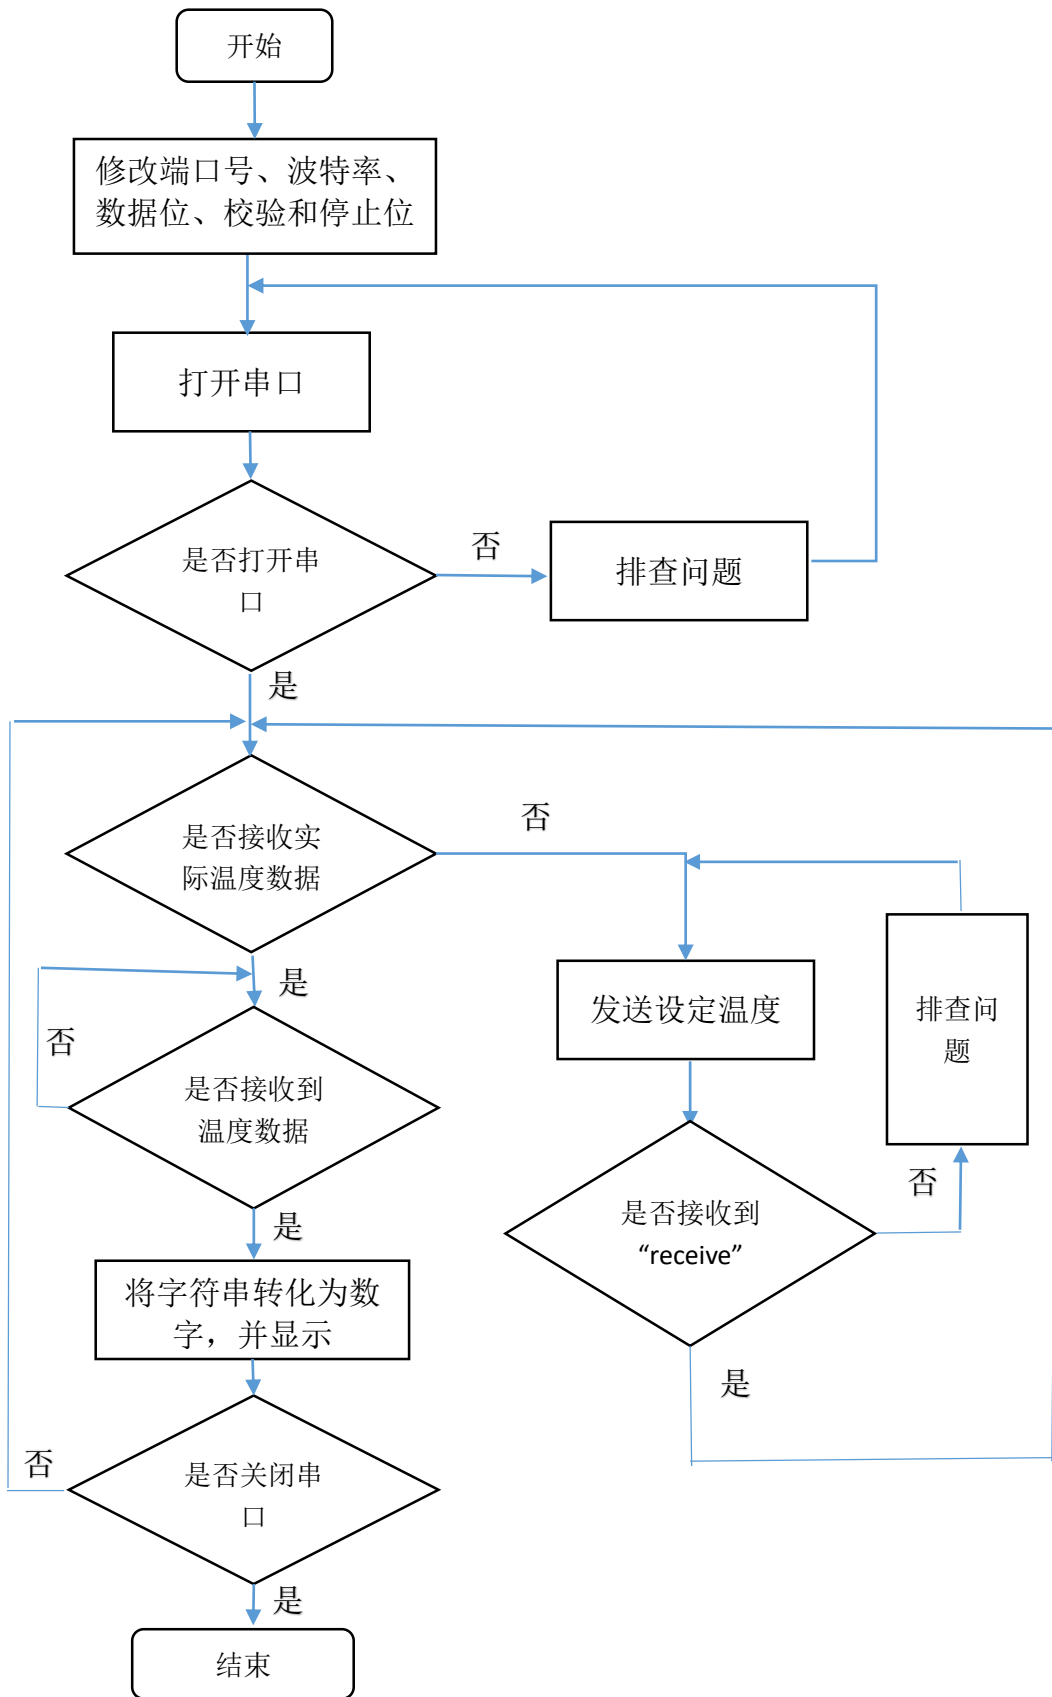 开始
修改端口号、波特率、
数据位、校验和停止位
打开串口
是否打开串
口
否
排查问题
是
是否接收实
际温度数据
否
是
发送设定温度
排查问
题
否
是否接收到
温度数据
是
是否接收到
“receive”
否
将字符串转化为数
字，并显示
是
否
是否关闭串
口
是
结束